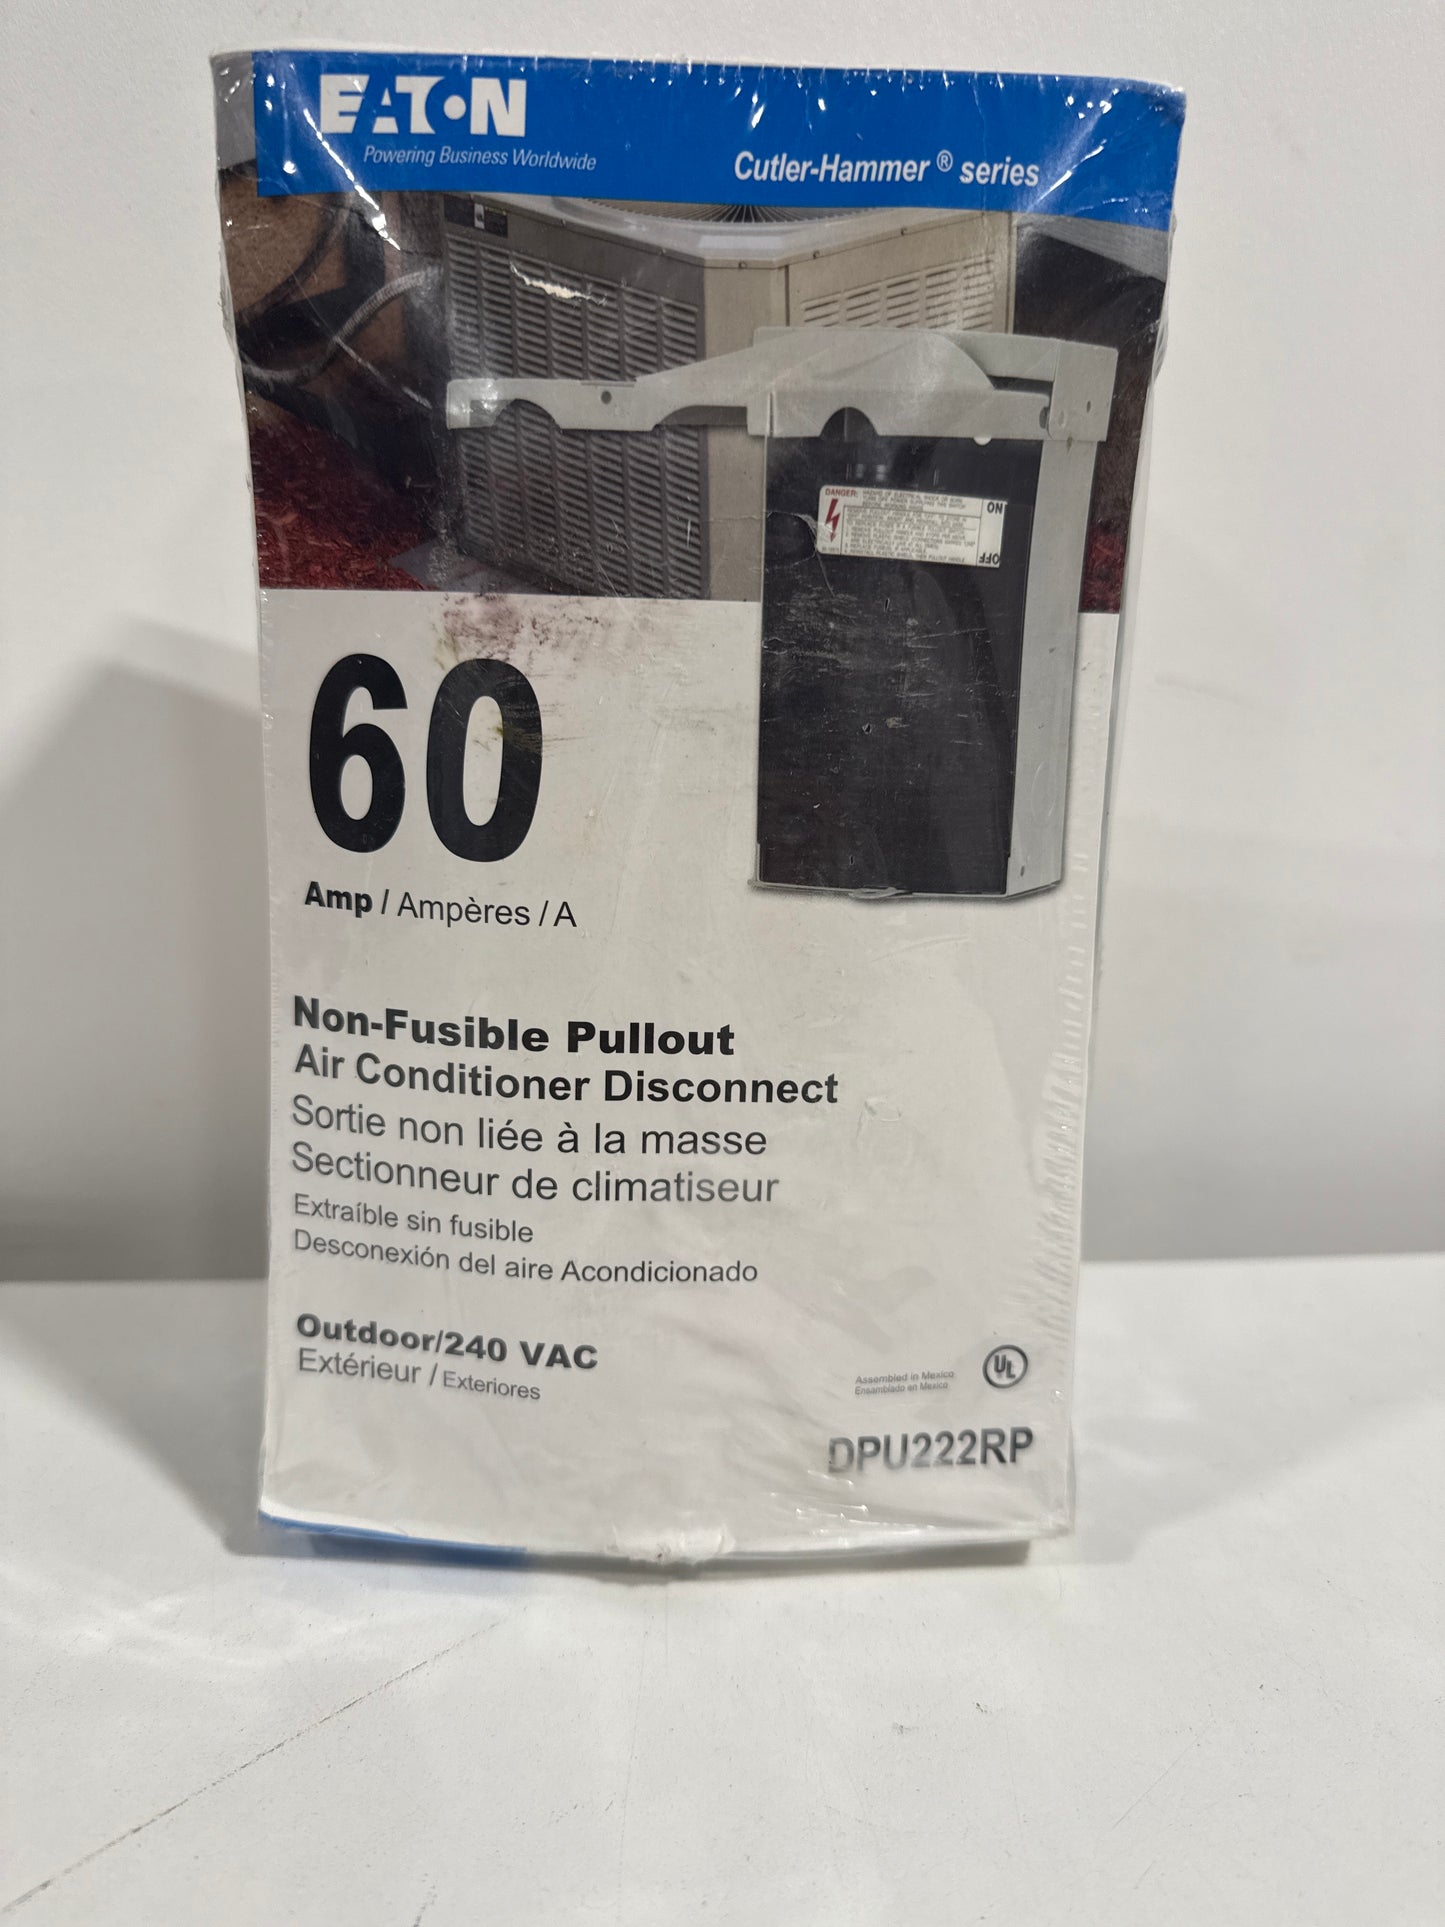 EATON
Powering Business Worldwide
Cutler-Hammer ® series
DANGER:
ON
OFF
60
Amp / Ampères / A
Non-Fusible Pullout
Air Conditioner Disconnect
Sortie non liée à la masse
Sectionneur de climatiseur
Extraíble sin fusible
Desconexión del aire Acondicionado
Outdoor/240 VAC
Extérieur / Exteriores
Assembled in Mexico
Ensamblado en Mexico
UL
DPU222RP